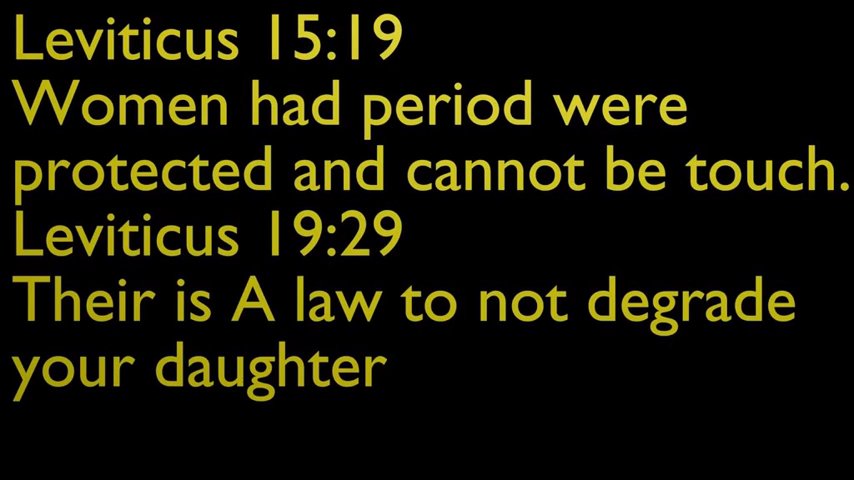 Leviticus 15:19
Women had period were
protected and cannot be touch.
Leviticus 19:29
Their is A law to not degrade
your daughter